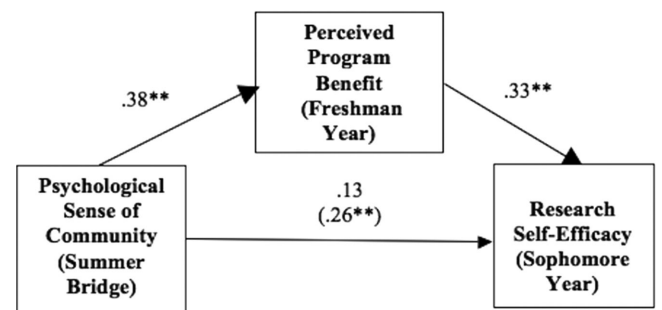 Perceived
Program
Benefit
(Freshman
Year)
.38**
.33**
Psychological
Sense of
Community
(Summer
Bridge)
.13
(.26**)
Research
Self-Efficacy
(Sophomore
Year)